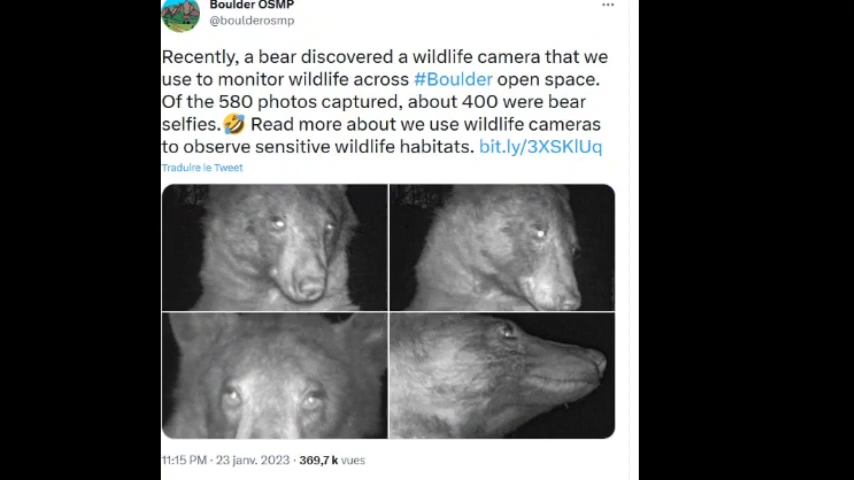 Boulder OSMP
@boulderosmp
Recently, a bear discovered a wildlife camera that we
use to monitor wildlife across #Boulder open space.
Of the 580 photos captured, about 400 were bear
selfies.🤣 Read more about we use wildlife cameras
to observe sensitive wildlife habitats. bit.ly/3XSKlUq
Traduire le Tweet
11:15 PM · 23 janv. 2023 · 369,7 k vues